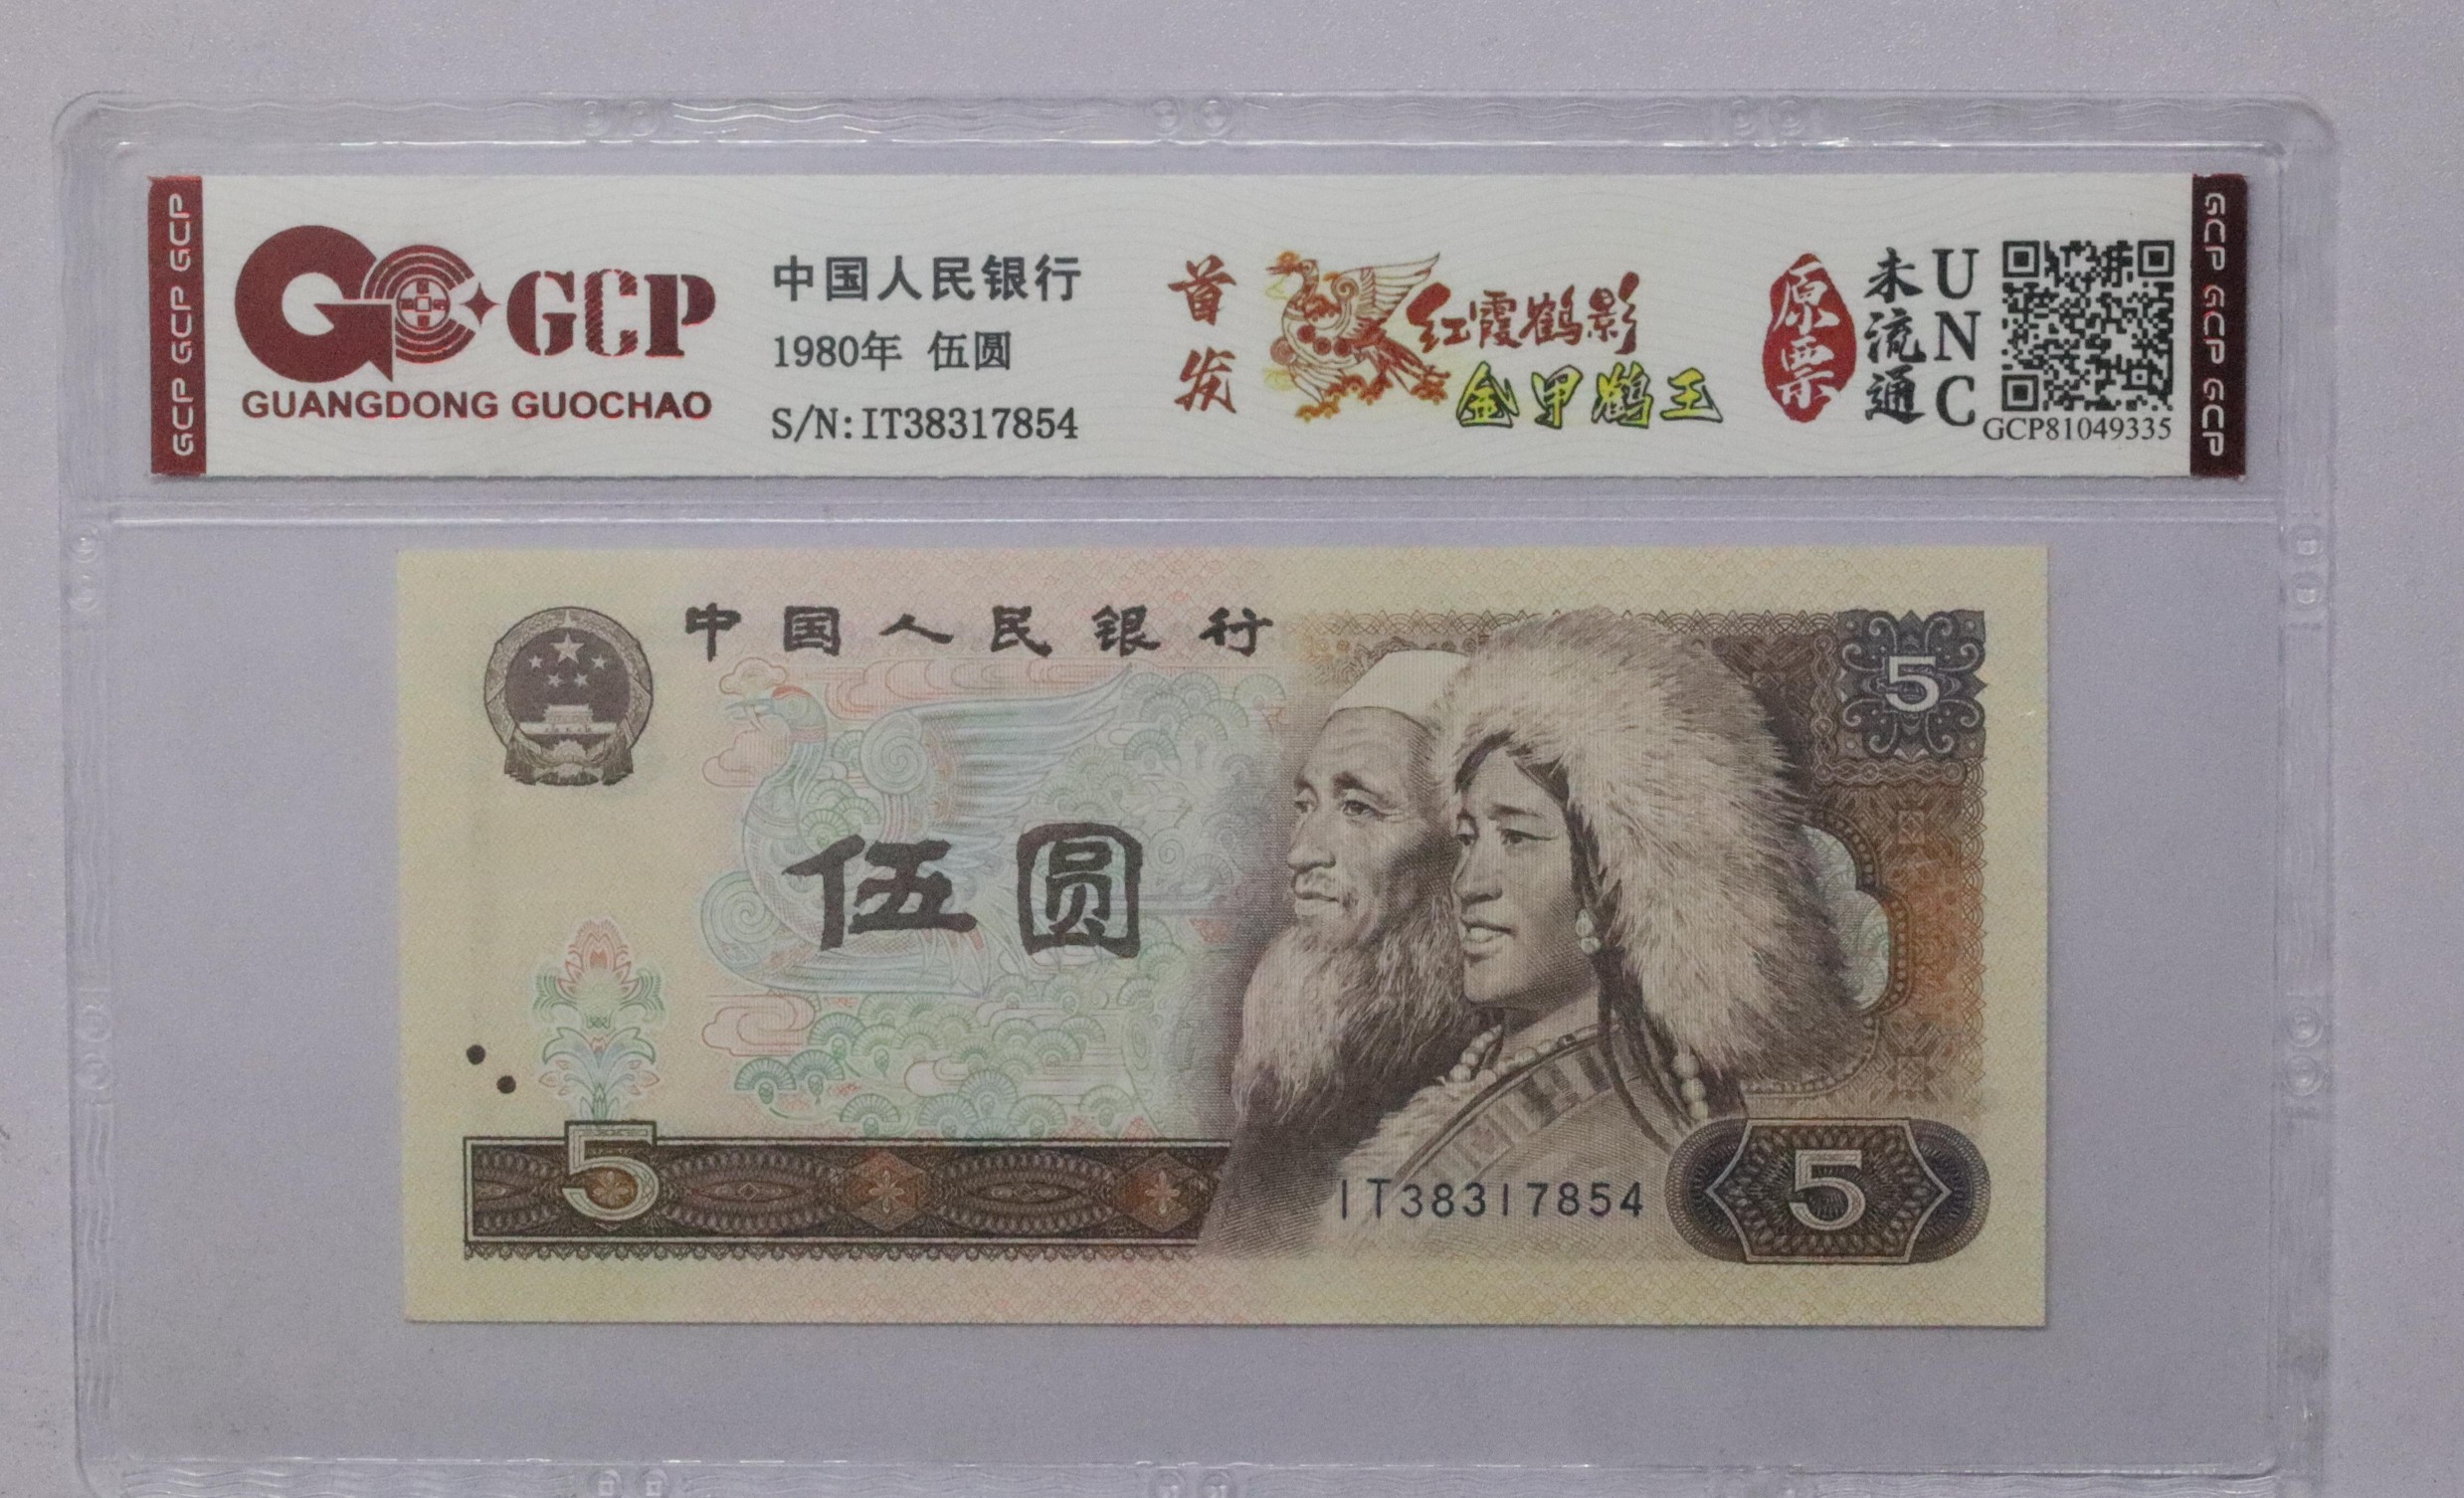 GCP GCP GCP
GCP
GUANGDONG GUOCHAO
中国人民银行
1980年 伍圆
S/N:IT38317854
首发
红霞鹤影
金甲鹤王
原票
未流通
UNC
GCP81049335
GCP GCP GCP
中国人民银行
5
伍圆
5
IT38317854
5